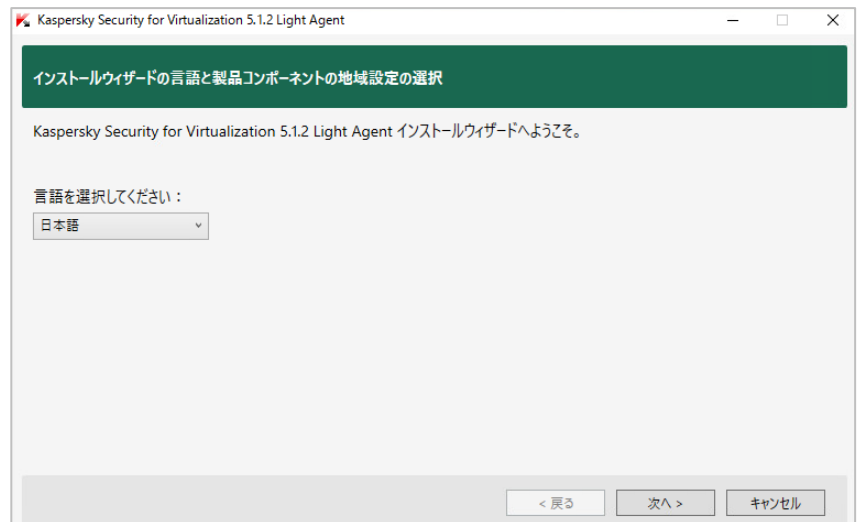 Kaspersky Security for Virtualization 5.1.2 Light Agent
インストールウィザードの言語と製品コンポーネントの地域設定の選択
Kaspersky Security for Virtualization 5.1.2 Light Agent インストールウィザードへようこそ。
言語を選択してください：
日本語
< 戻る
次へ >
キャンセル